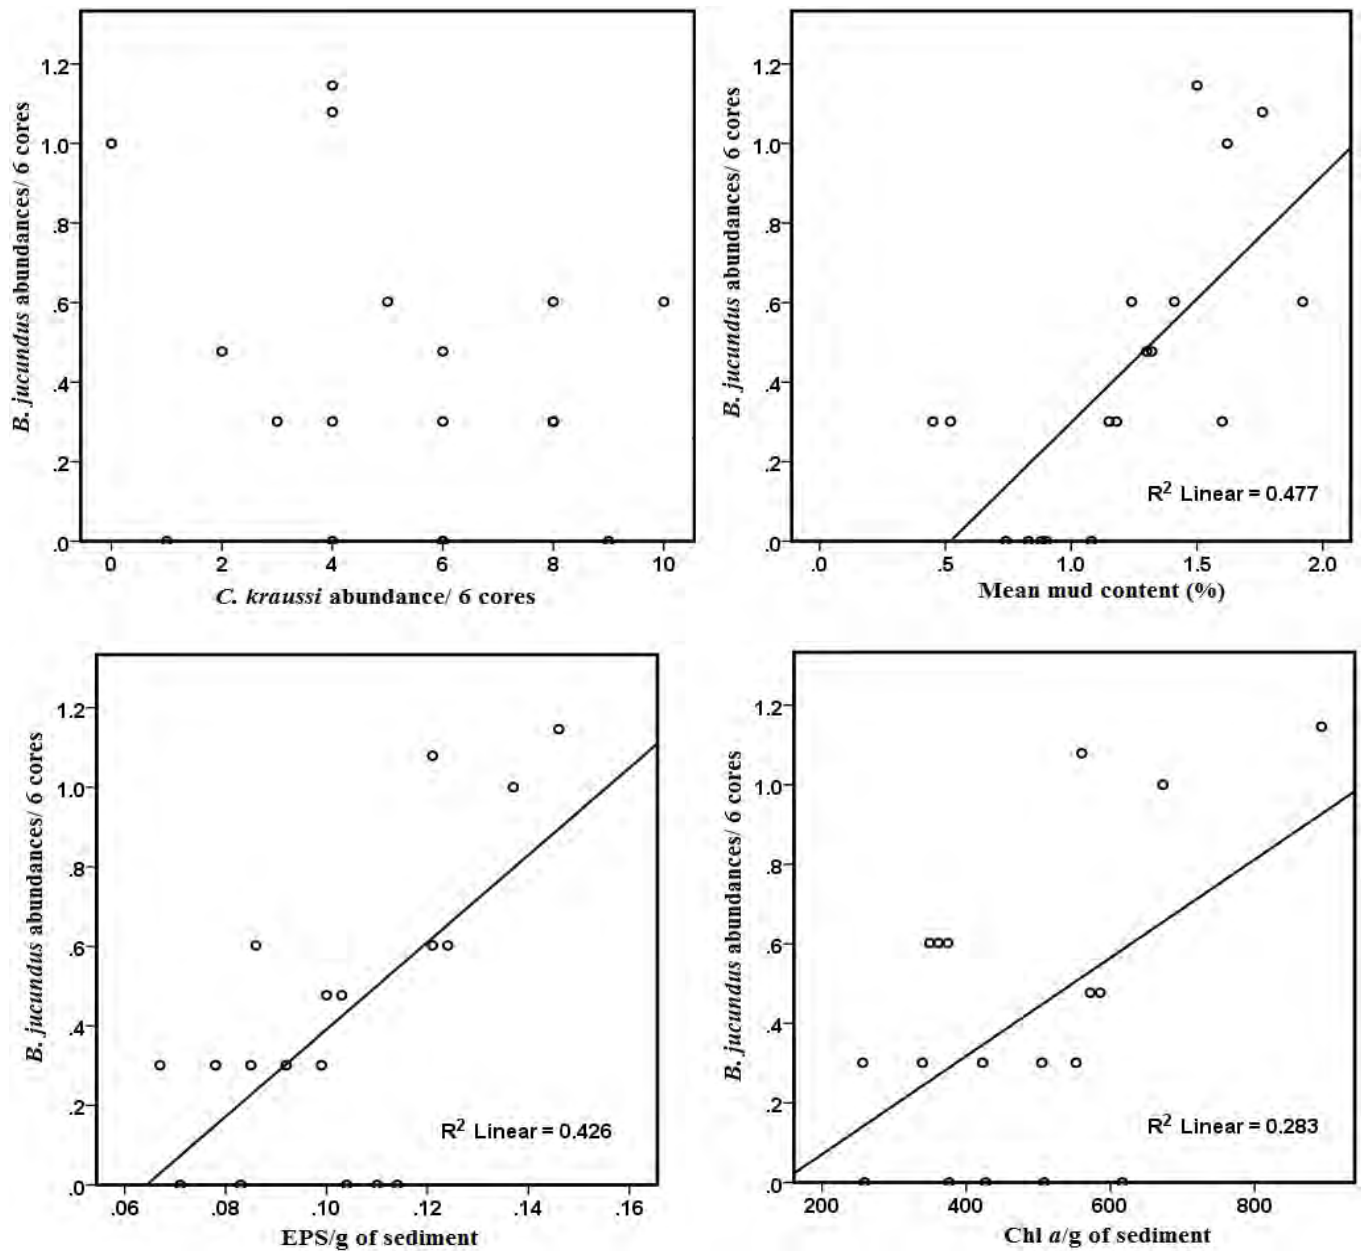 B. jucundus abundances/ 6 cores
1.2
1.0
.8
.6
.4
.2
.0
0 2 4 6 8 10
C. kraussi abundance/ 6 cores
B. jucundus abundances/ 6 cores
1.2
1.0
.8
.6
.4
.2
.0
R² Linear = 0.477
.0 .5 1.0 1.5 2.0
Mean mud content (%)
B. jucundus abundances/ 6 cores
1.2
1.0
.8
.6
.4
.2
.0
R² Linear = 0.426
.06 .08 .10 .12 .14 .16
EPS/g of sediment
B. jucundus abundances/ 6 cores
1.2
1.0
.8
.6
.4
.2
.0
R² Linear = 0.283
200 400 600 800
Chl a/g of sediment